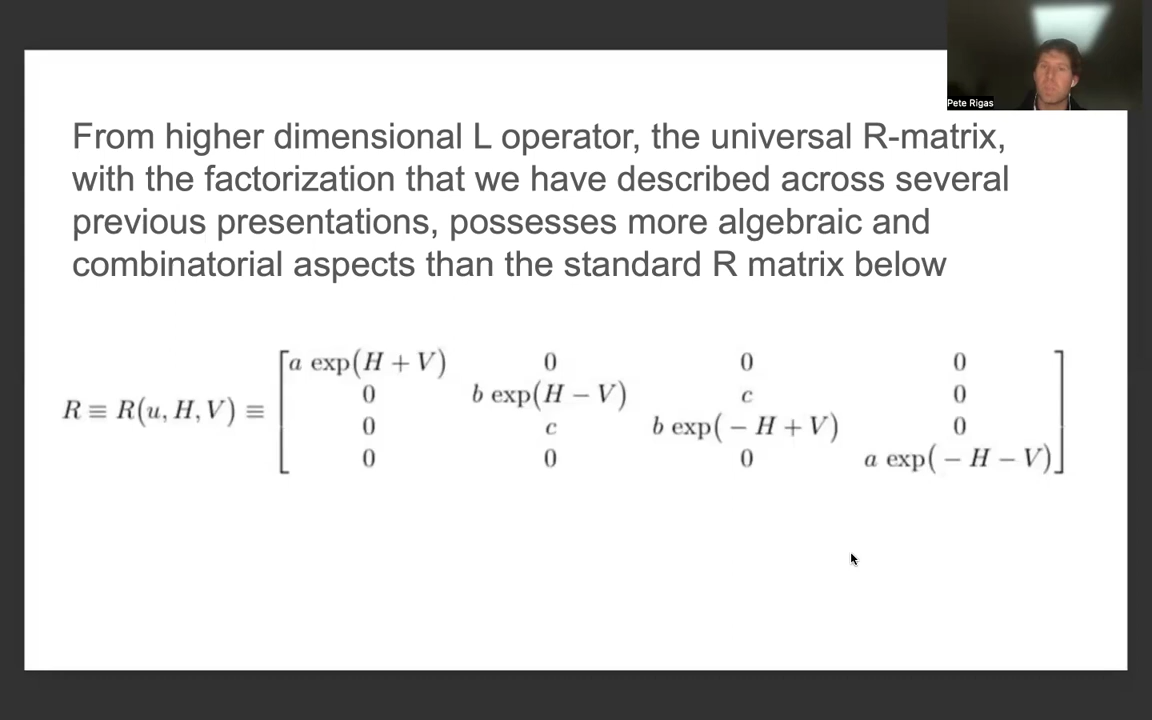 Pete Rigas
From higher dimensional L operator, the universal R-matrix,
with the factorization that we have described across several
previous presentations, possesses more algebraic and
combinatorial aspects than the standard R matrix below
R ≡ R(u, H, V) ≡
a exp(H + V) 0 0 0
0 b exp(H − V) c 0
0 c b exp( − H + V) 0
0 0 0 a exp( − H − V)